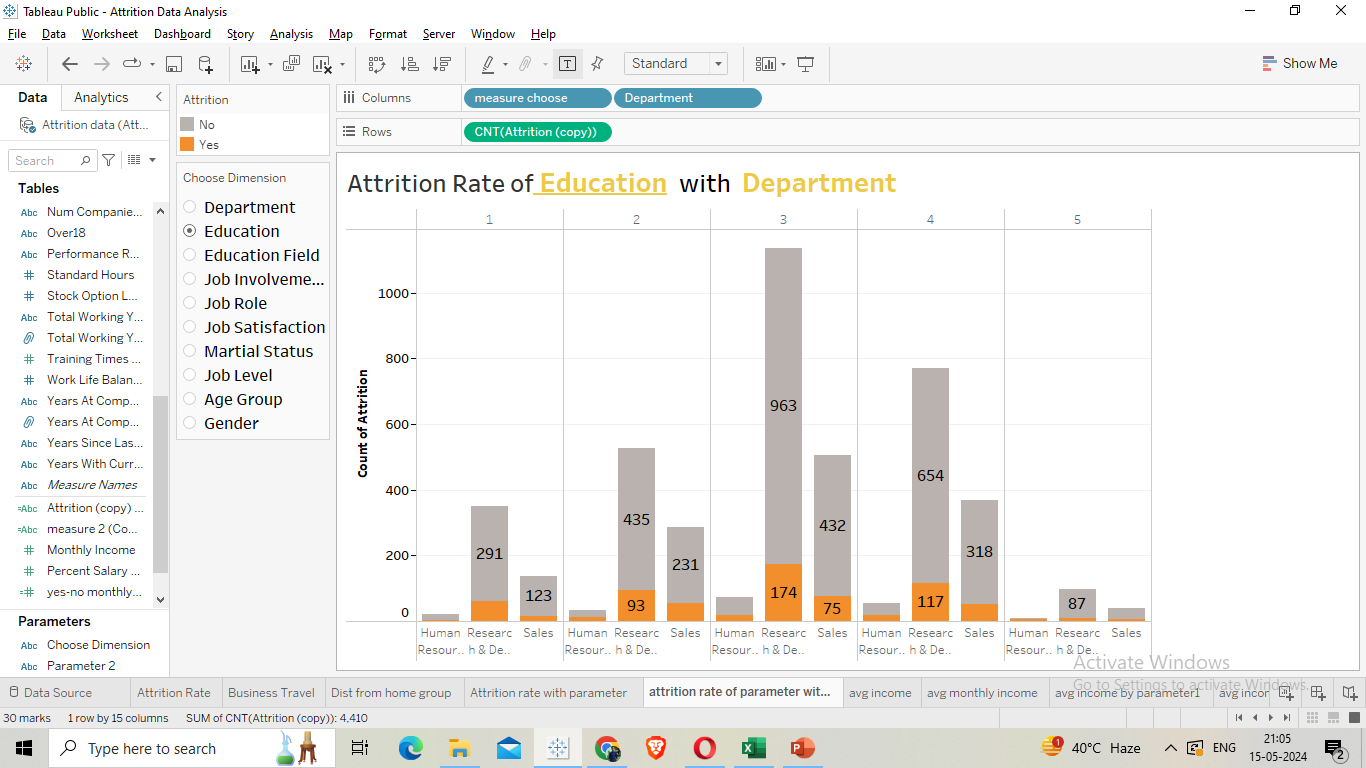 Tableau Public - Attrition Data Analysis
File Data Worksheet Dashboard Story Analysis Map Format Server Window Help
Standard
Show Me
Data Analytics
Attrition data (Att...
Search
Tables
Num Companie...
Over18
Performance R...
Standard Hours
Stock Option L...
Total Working Y...
Total Working Y...
Training Times ...
Work Life Balan...
Years At Comp...
Years At Comp...
Years Since Las...
Years With Curr...
Measure Names
Attrition (copy) ...
measure 2 (Co...
Monthly Income
Percent Salary ...
yes-no monthly...
Parameters
Choose Dimension
Parameter 2
Attrition
No
Yes
Choose Dimension
Department
Education
Education Field
Job Involveme...
Job Role
Job Satisfaction
Martial Status
Job Level
Age Group
Gender
Columns measure choose Department
Rows CNT(Attrition (copy))
Attrition Rate of Education with Department
1 2 3 4 5
Count of Attrition
1000
800
600
400
200
0
291 123
435 93 231
963 174 432 75
654 117 318
87
Human Researc Sales Human Researc Sales Human Researc Sales Human Researc Sales Human Researc Sales
Resour.. h & De.. Resour.. h & De.. Resour.. h & De.. Resour.. h & De.. Resour.. h & De..
Activate Windows
Go to Settings to activate Windows.
Data Source Attrition Rate Business Travel Dist from home group Attrition rate with parameter attrition rate of parameter wit... avg income avg monthly income avg income by parameter1 avg incor
30 marks 1 row by 15 columns SUM of CNT(Attrition (copy)): 4,410
Type here to search
1 40°C Haze ENG
21:05
15-05-2024
2